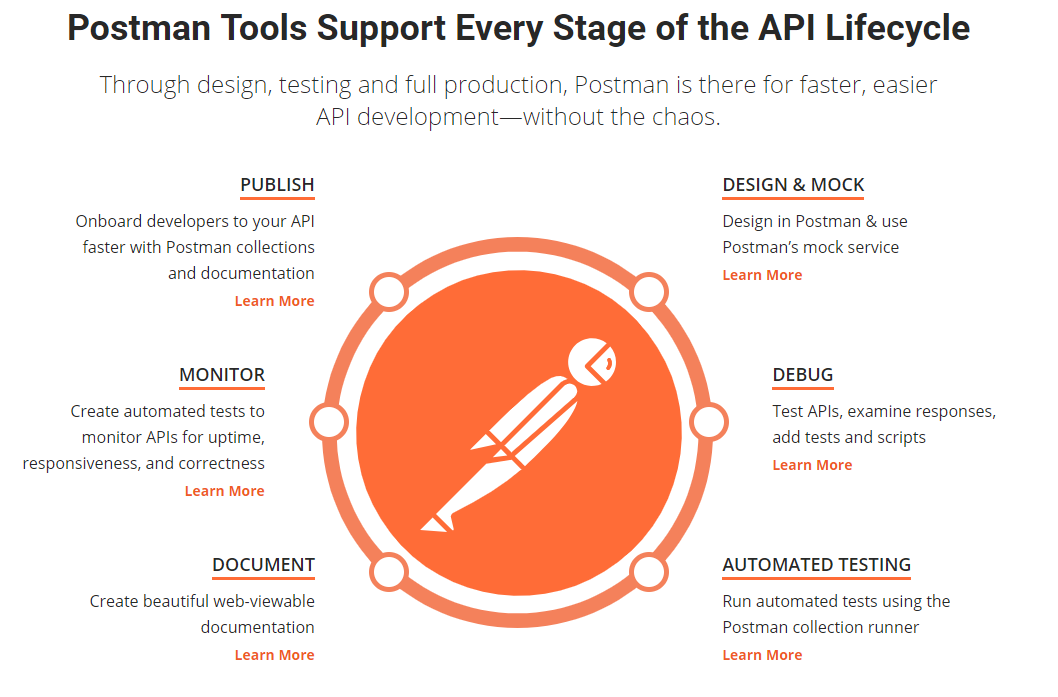 Postman Tools Support Every Stage of the API Lifecycle
Through design, testing and full production, Postman is there for faster, easier
API development—without the chaos.
PUBLISH
Onboard developers to your API
faster with Postman collections
and documentation
Learn More
DESIGN & MOCK
Design in Postman & use
Postman’s mock service
Learn More
MONITOR
Create automated tests to
monitor APIs for uptime,
responsiveness, and correctness
Learn More
DEBUG
Test APIs, examine responses,
add tests and scripts
Learn More
DOCUMENT
Create beautiful web-viewable
documentation
Learn More
AUTOMATED TESTING
Run automated tests using the
Postman collection runner
Learn More